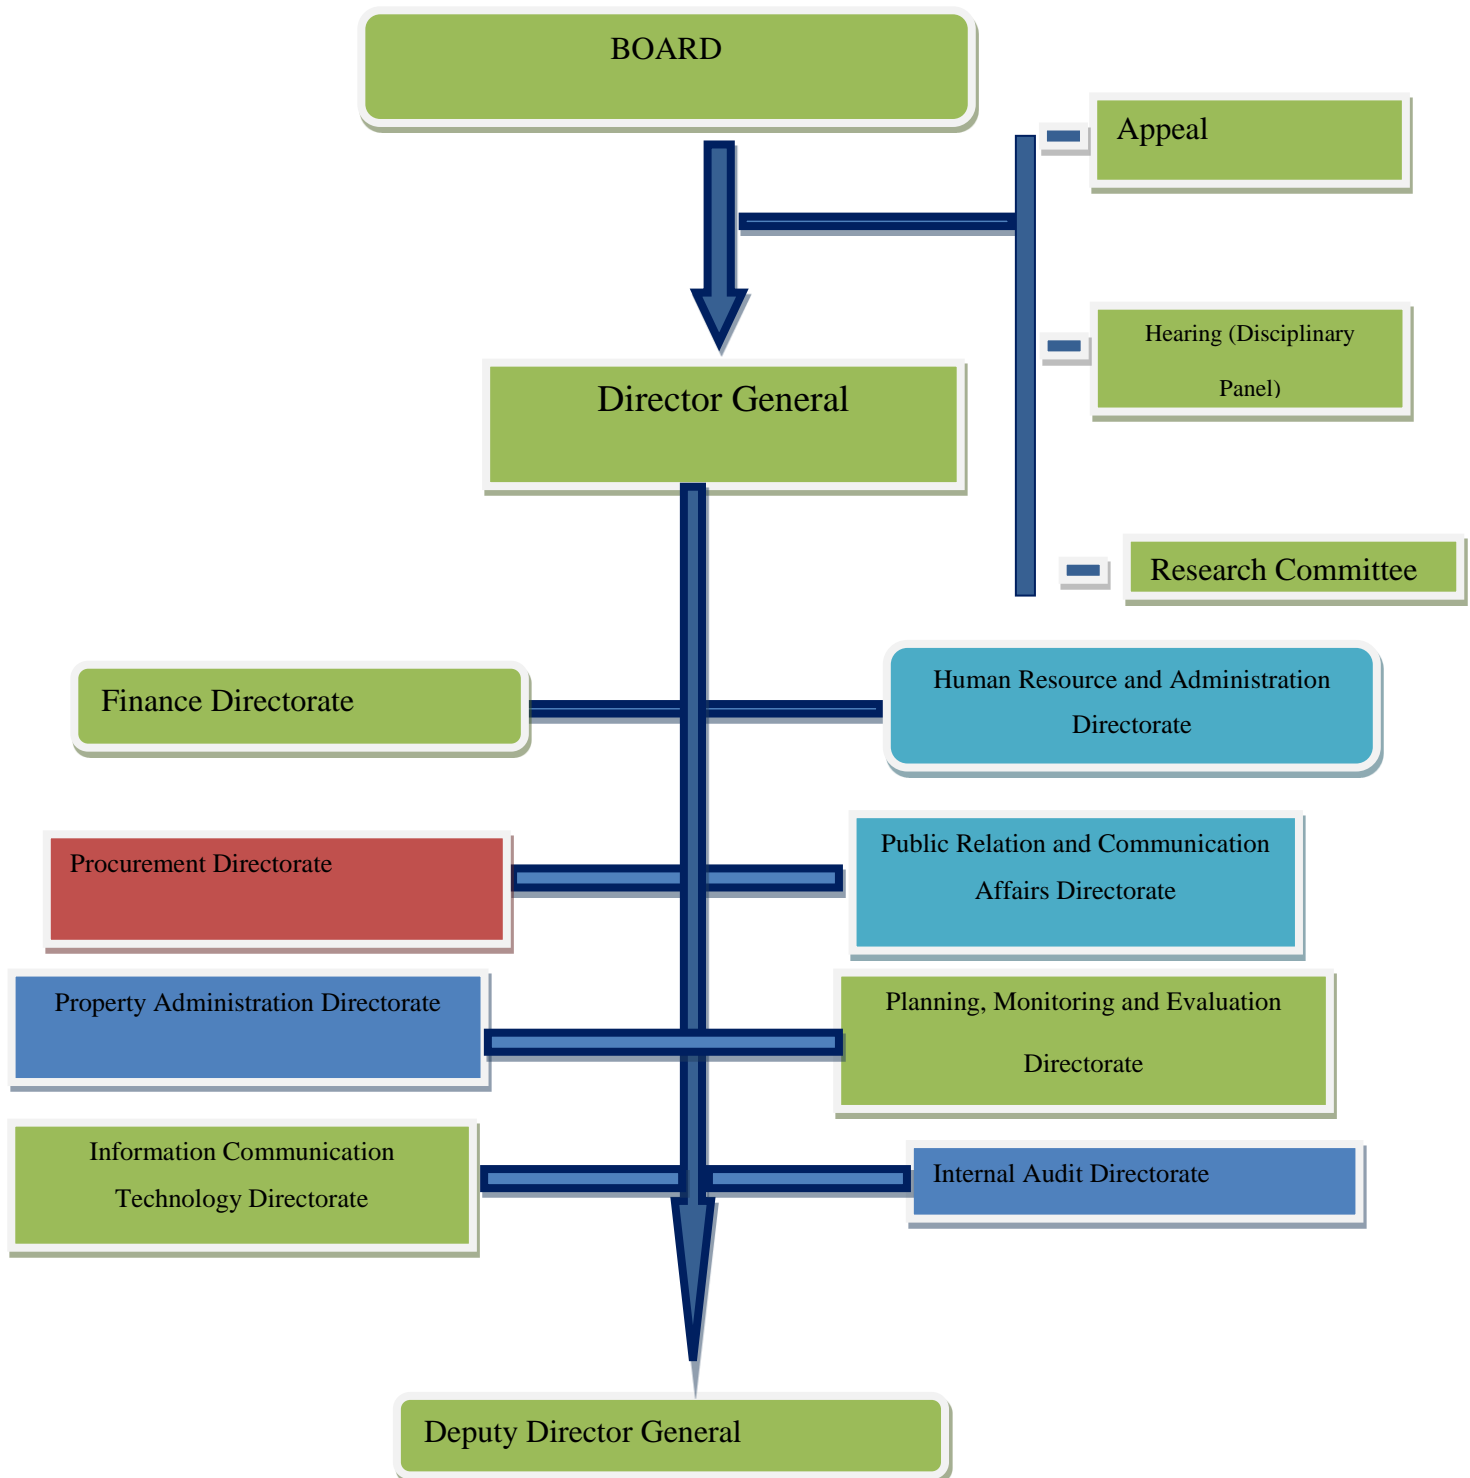 BOARD
Appeal
Hearing (Disciplinary
Panel)
Director General
Research Committee
Finance Directorate
Human Resource and Administration
Directorate
Procurement Directorate
Public Relation and Communication
Affairs Directorate
Property Administration Directorate
Planning, Monitoring and Evaluation
Directorate
Information Communication
Technology Directorate
Internal Audit Directorate
Deputy Director General